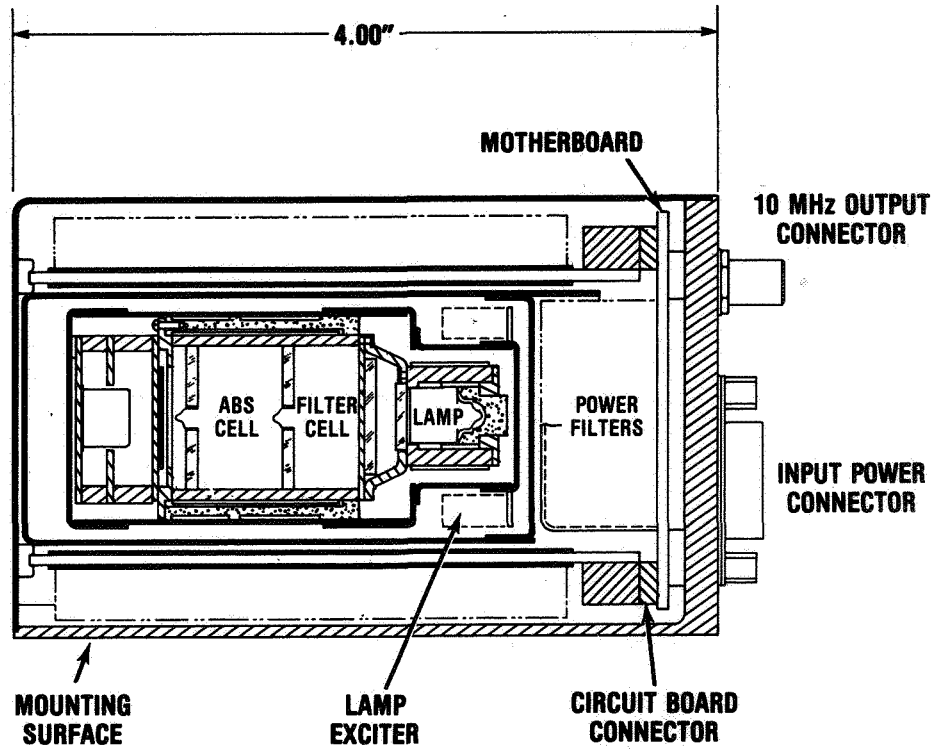 4.00"
MOTHERBOARD
10 MHz OUTPUT
CONNECTOR
ABS
CELL
FILTER
CELL
LAMP
POWER
FILTERS
INPUT POWER
CONNECTOR
MOUNTING
SURFACE
LAMP
EXCITER
CIRCUIT BOARD
CONNECTOR